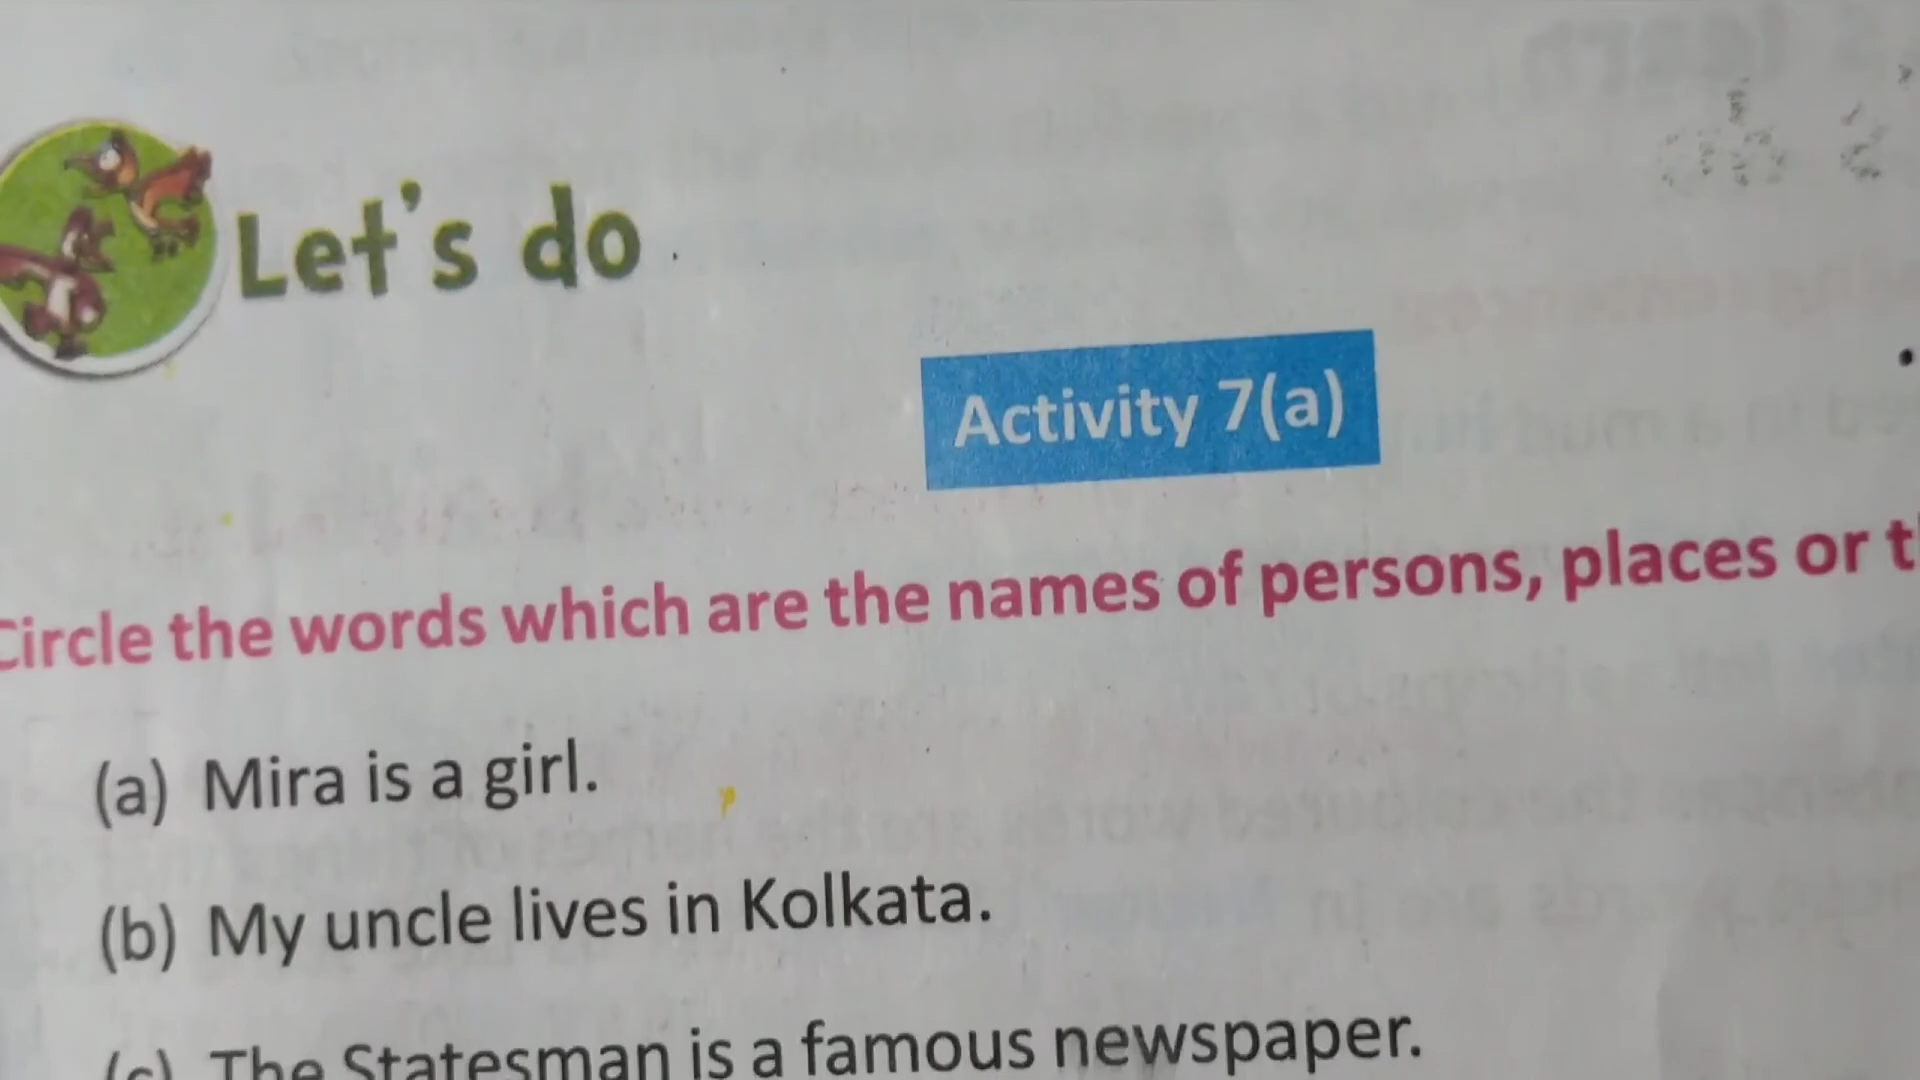 Let's do
Activity 7(a)
Circle the words which are the names of persons, places or
(a) Mira is a girl.
(b) My uncle lives in Kolkata.
(c) The Statesman is a famous newspaper.